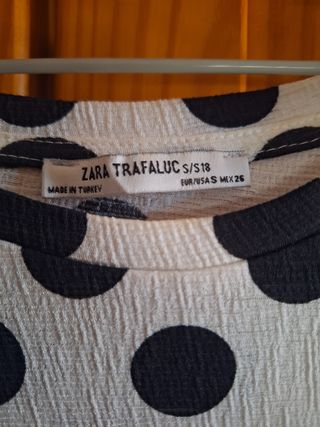 ZARA TRAFALUC S/S18
MADE IN TURKEY
EUR/USA S MEX 26